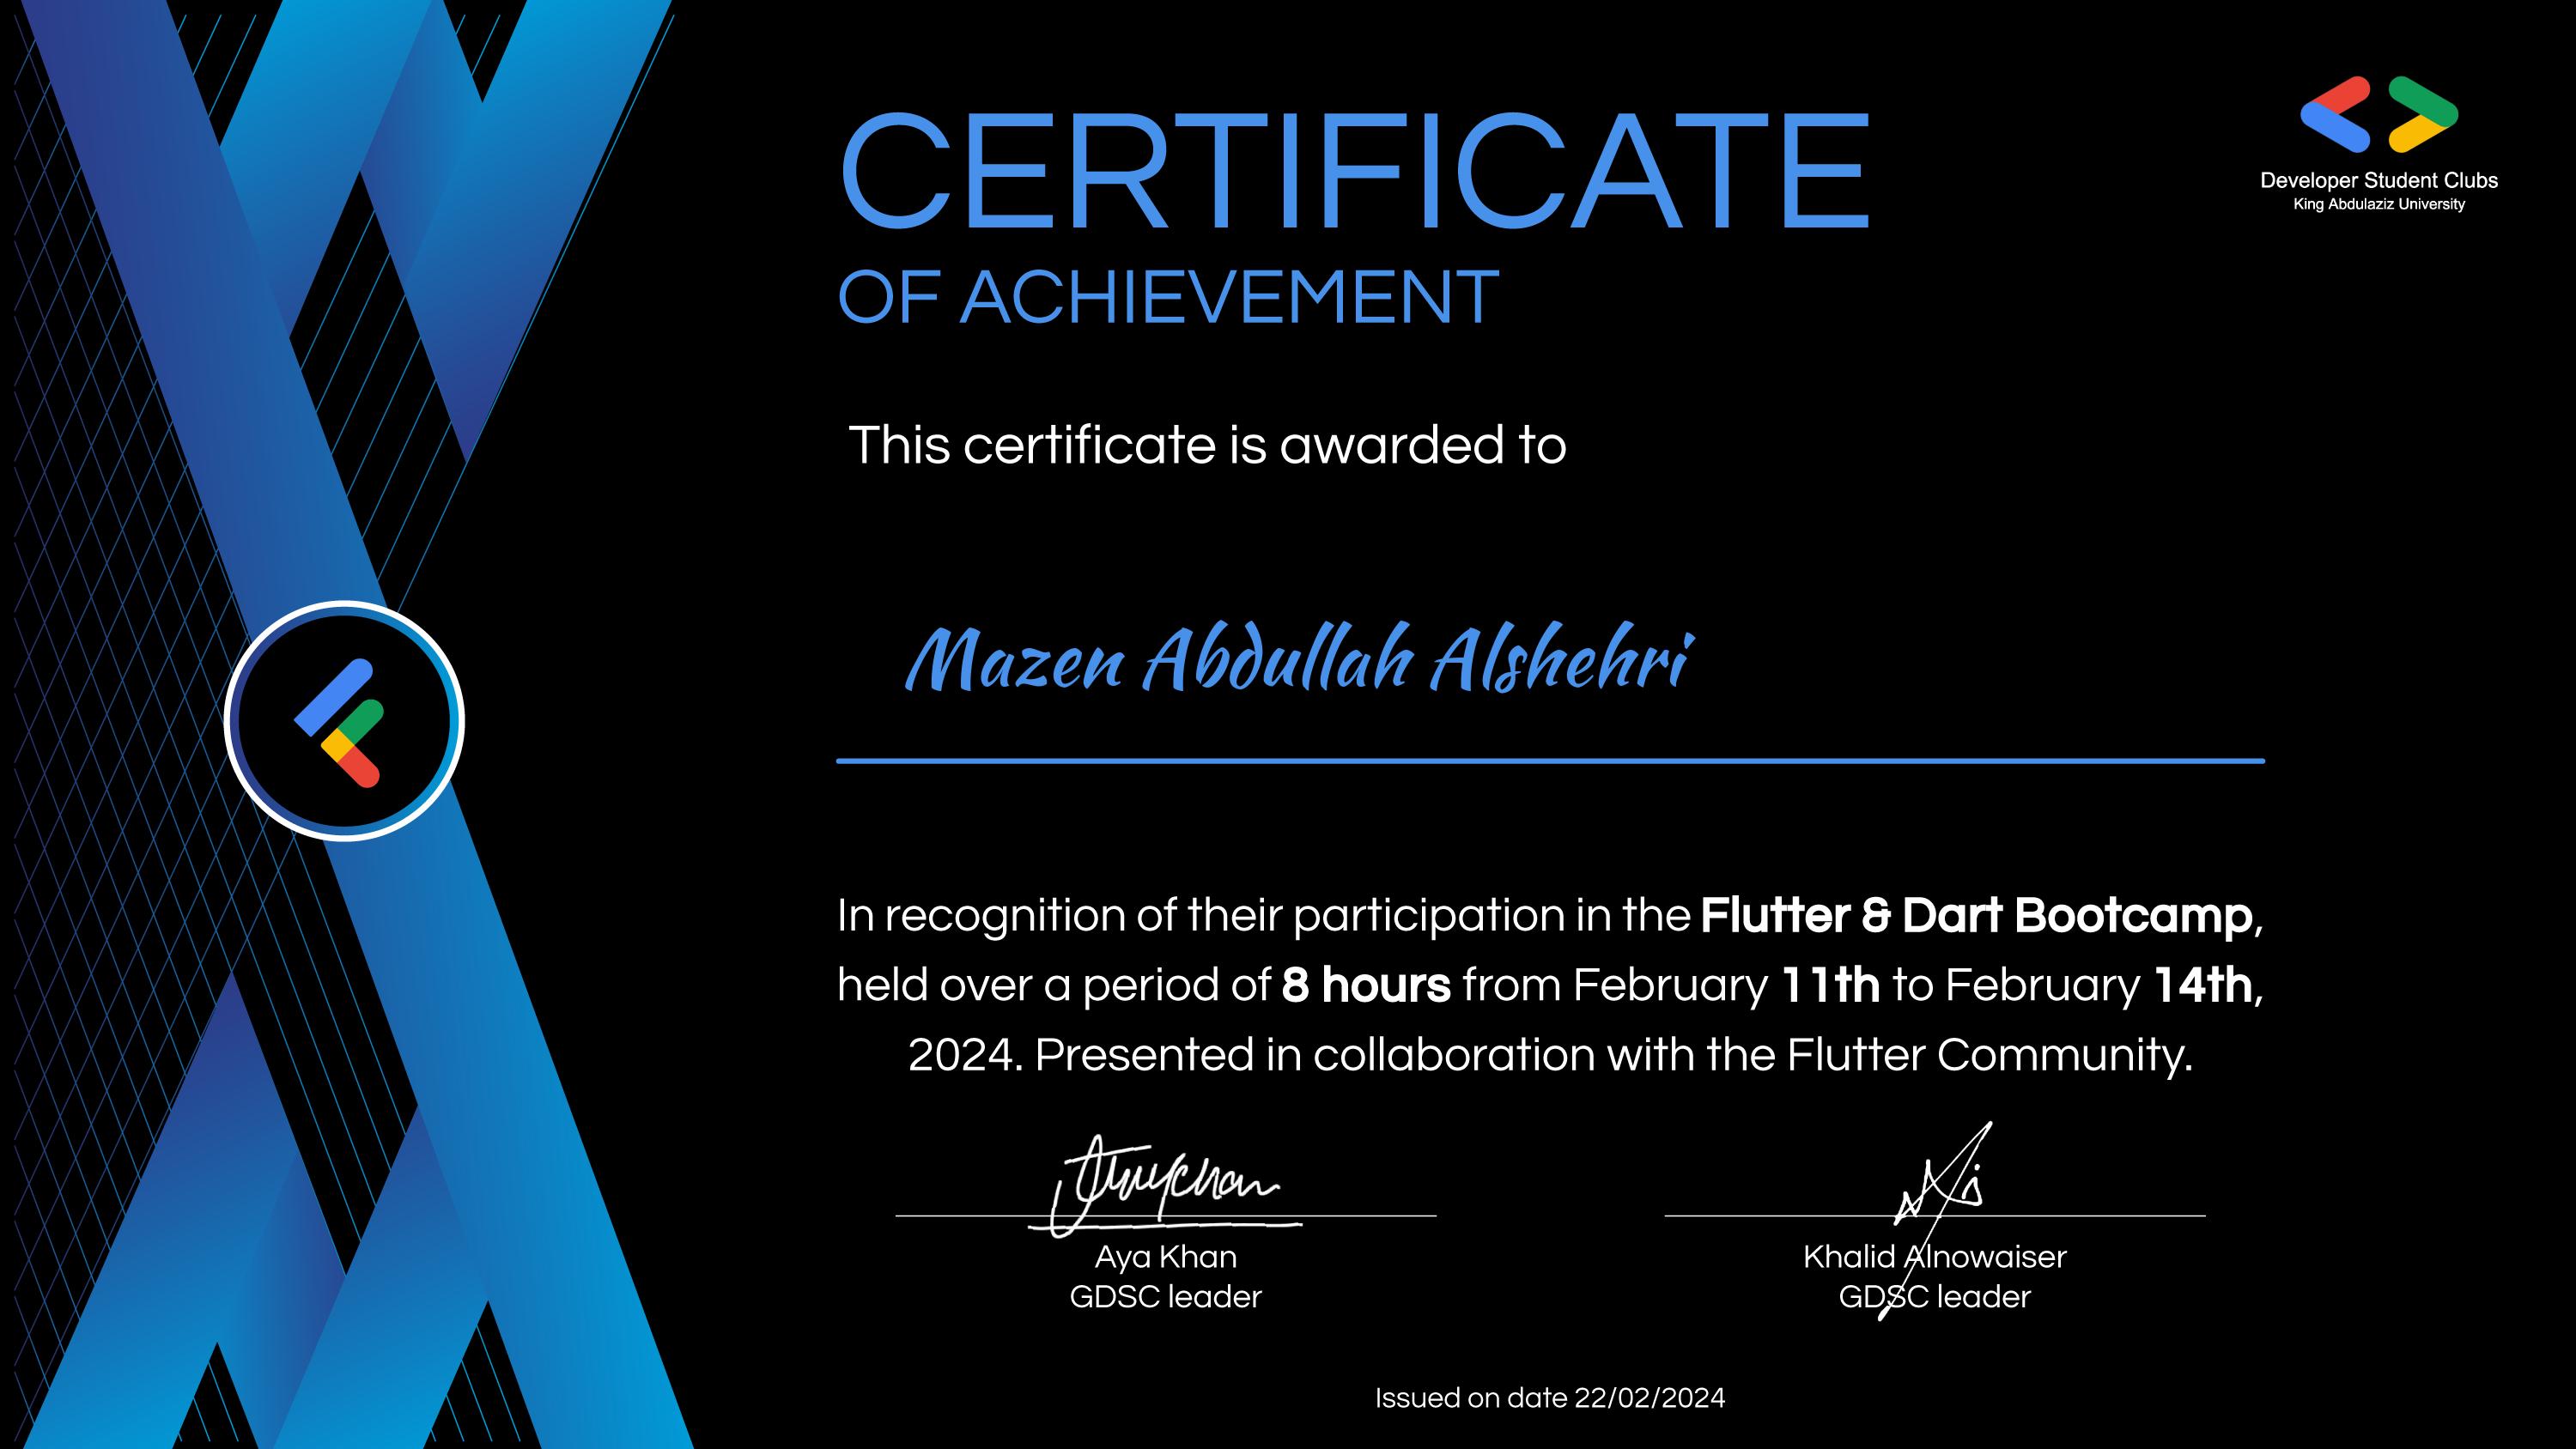 CERTIFICATE
OF ACHIEVEMENT
Developer Student Clubs
King Abdulaziz University
This certificate is awarded to
Mazen Abdullah Alshehri
In recognition of their participation in the Flutter & Dart Bootcamp,
held over a period of 8 hours from February 11th to February 14th,
2024. Presented in collaboration with the Flutter Community.
Aya Khan
GDSC leader
Khalid Alnowaiser
GDSC leader
Issued on date 22/02/2024